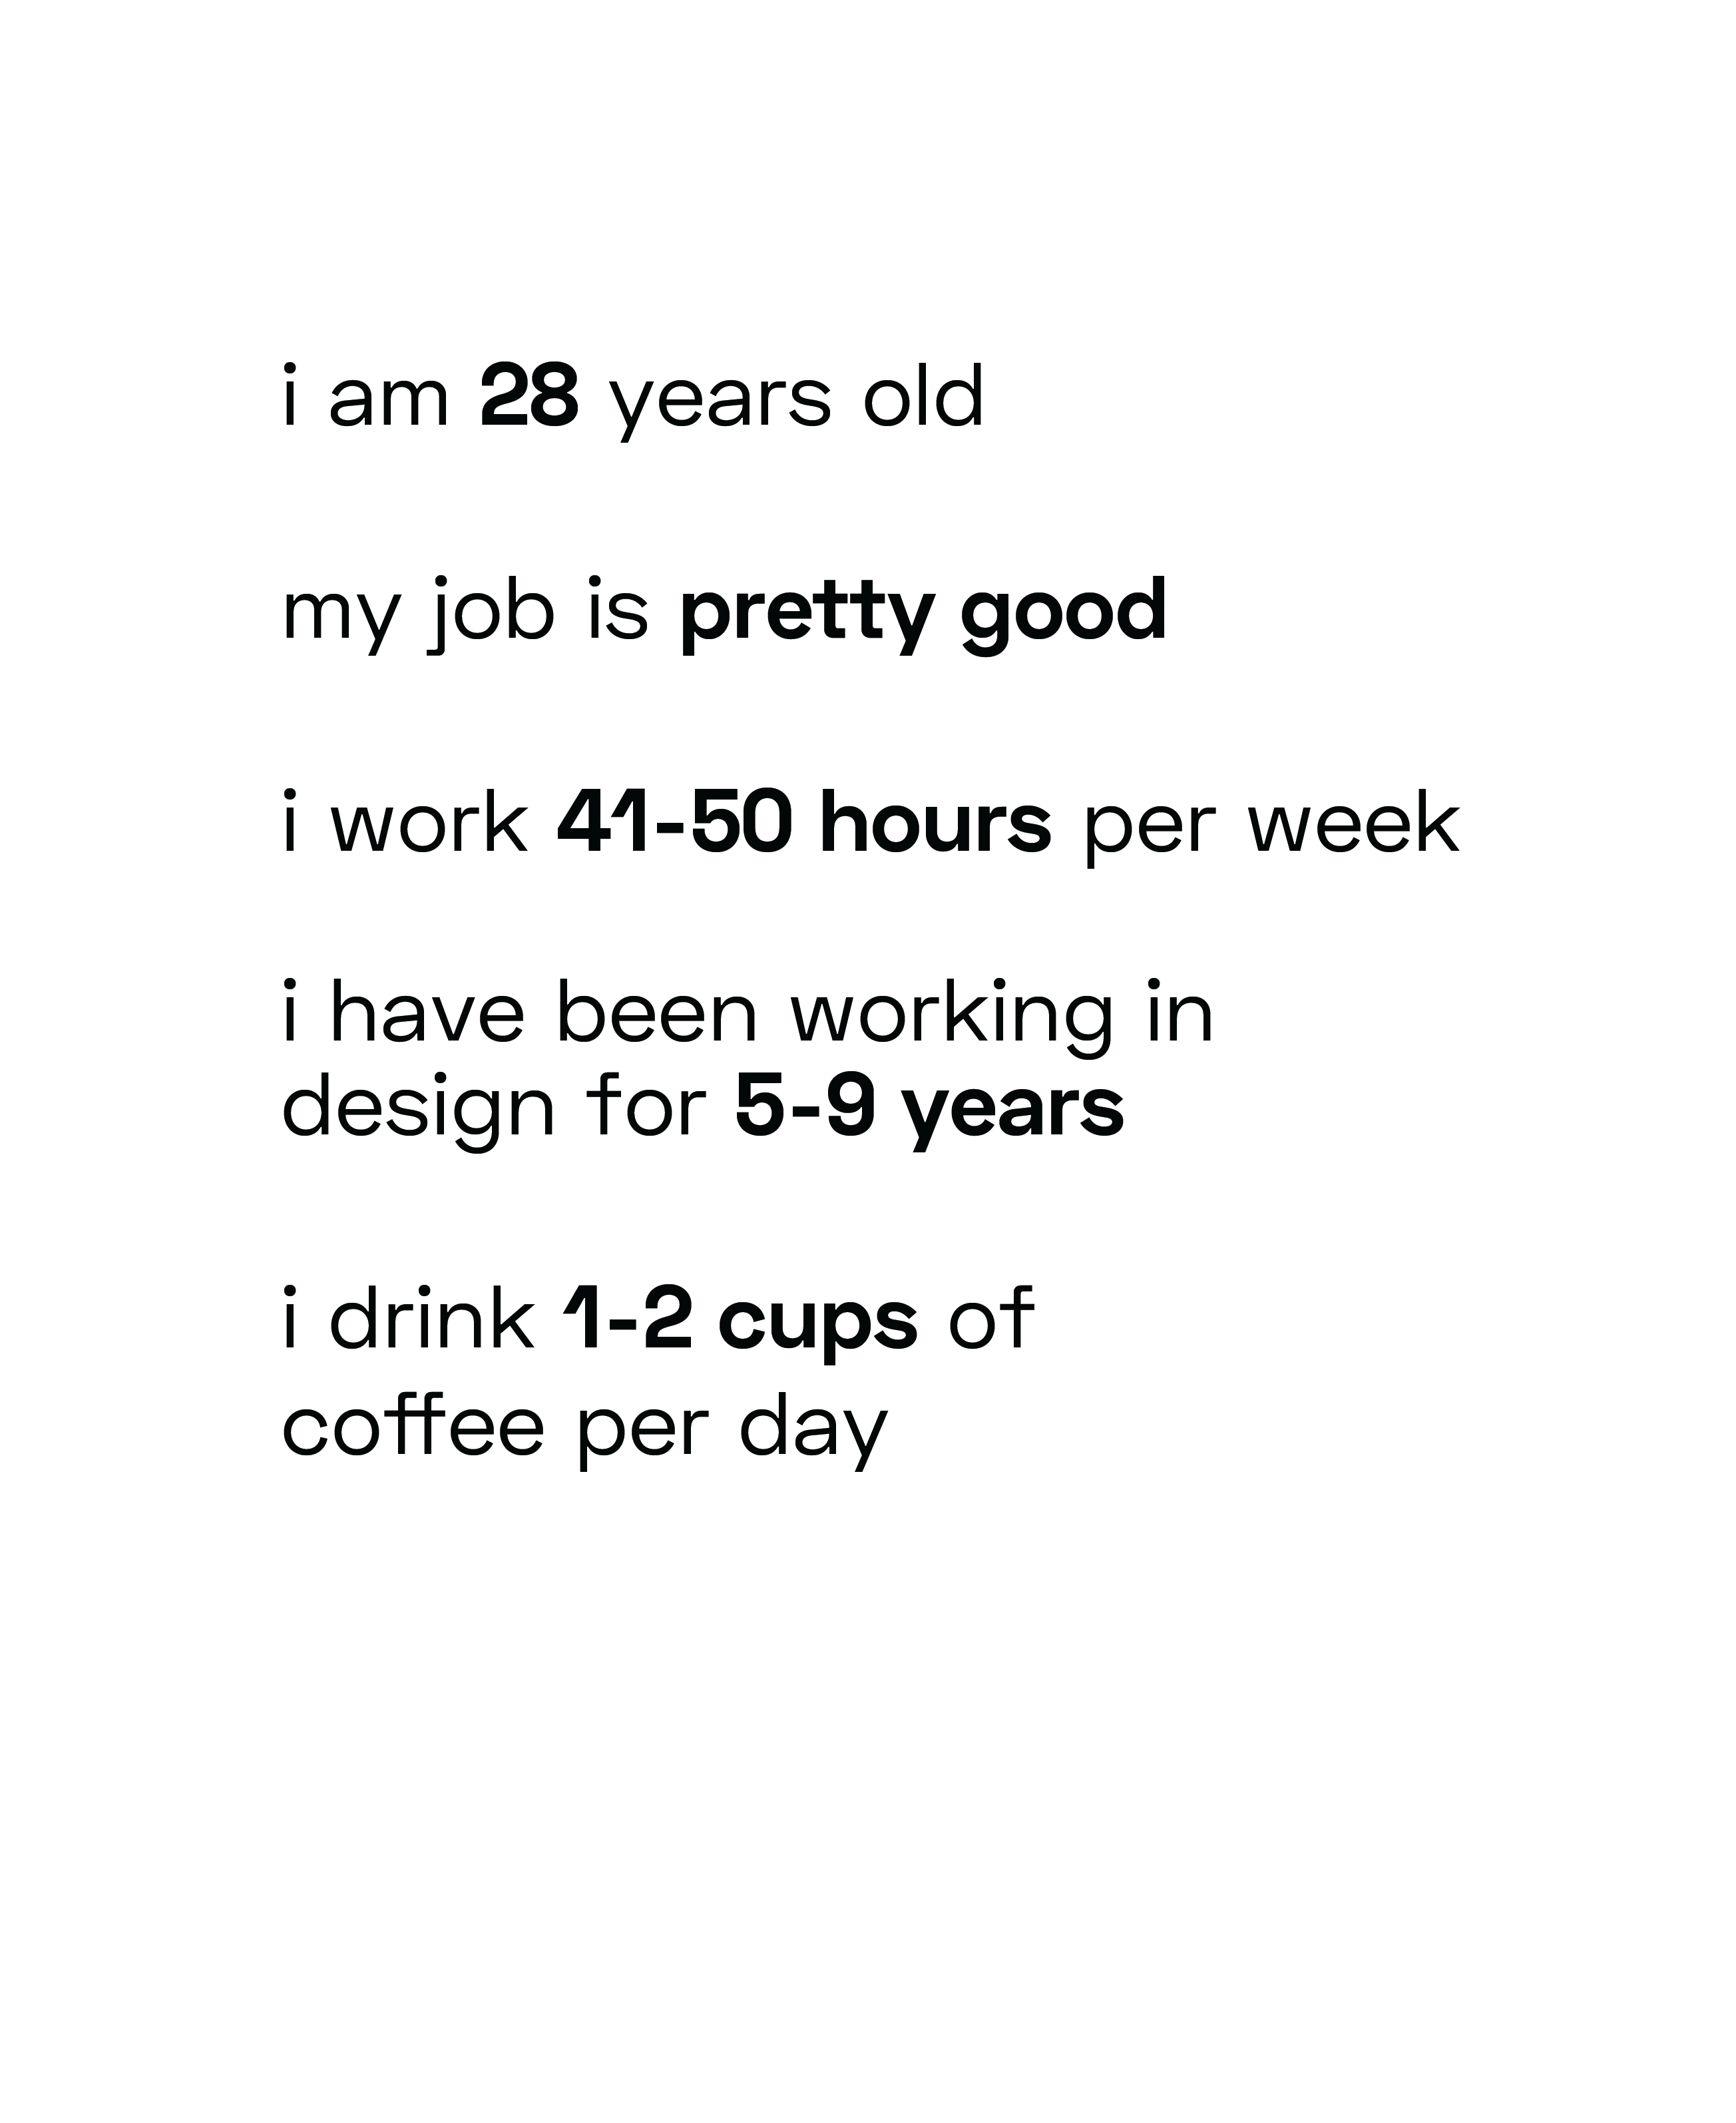 i am 28 years old
my job is pretty good
i work 41-50 hours per week
i have been working in
design for 5-9 years
i drink 1-2 cups of
coffee per day